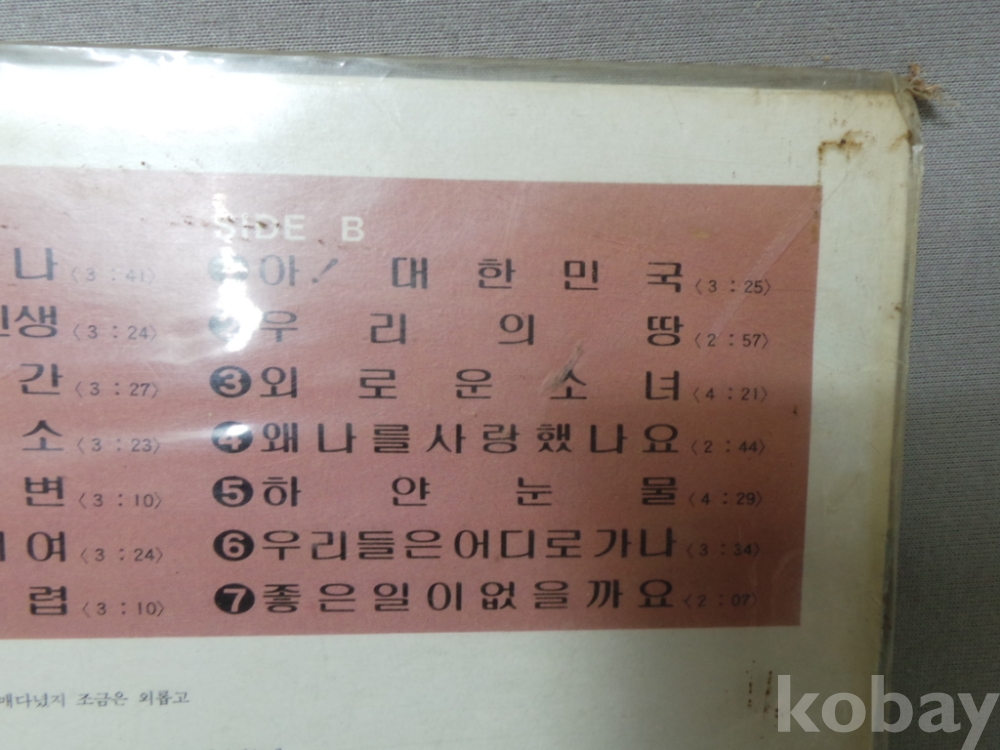 SIDE B
나 〈3 : 41〉
생 〈3 : 24〉
간 〈3 : 27〉
소 〈3 : 23〉
변 〈3 : 10〉
여 〈3 : 24〉
렵 〈3 : 10〉
아! 대한민국 〈3 : 25〉
우리의 땅 〈2 : 57〉
❸ 외로운 소녀 〈4 : 21〉
❹ 왜 나를 사랑했나요 〈2 : 44〉
❺ 하얀 눈물 〈4 : 29〉
❻ 우리들은 어디로 가나 〈3 : 34〉
❼ 좋은 일이 없을까요 〈2 : 07〉
매다넜지 조금은 외롭고
kobay